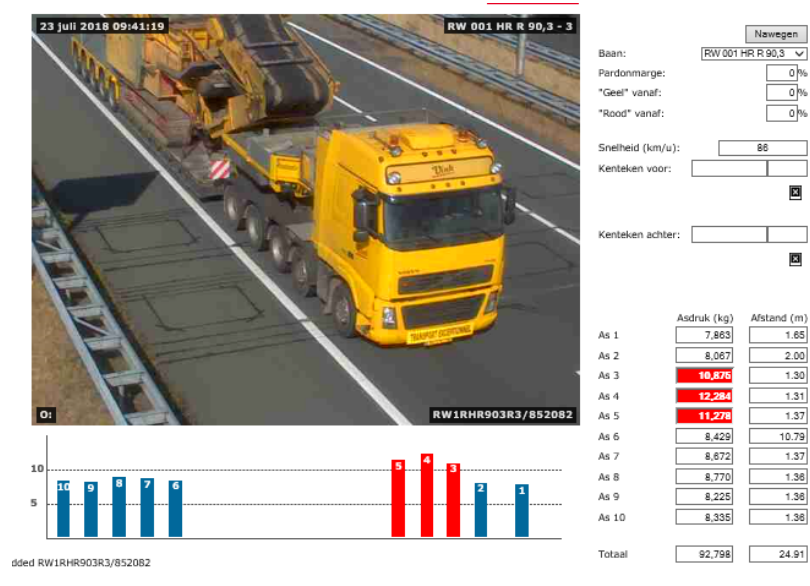 23 juli 2018 09:41:19
RW 001 HR R 90,3 - 3
Vlot
TRANSPORT EXCEPTIONNEL
O:
RW1RHR903R3/852082
10
5
10 9 8 7 6 5 4 3 2 1
dded RW1RHR903R3/852082
Nawegen
Baan: RW 001 HR R 90,3
Pardonmarge: 0 %
"Geel" vanaf: 0 %
"Rood" vanaf: 0 %
Snelheid (km/u): 86
Kenteken voor:
Kenteken achter:
Asdruk (kg) Afstand (m)
As 1 7,863 1.65
As 2 8,067 2.00
As 3 10,875 1.30
As 4 12,284 1.31
As 5 11,278 1.37
As 6 8,429 10.79
As 7 8,672 1.37
As 8 8,770 1.36
As 9 8,225 1.36
As 10 8,335 1.36
Totaal 92,798 24.91